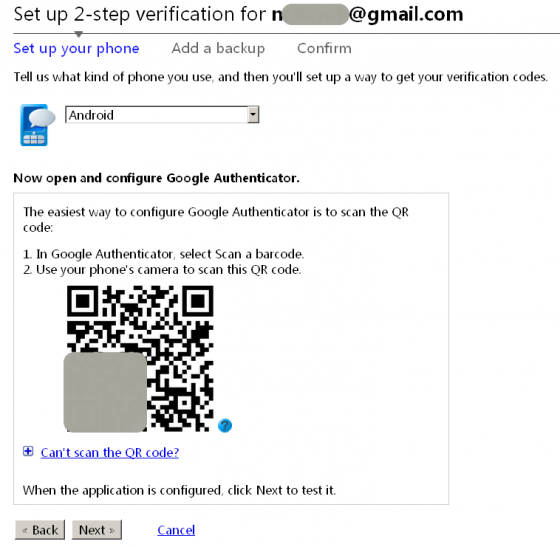 Set up 2-step verification for n @gmail.com
Set up your phone Add a backup Confirm
Tell us what kind of phone you use, and then you'll set up a way to get your verification codes.
Android
Now open and configure Google Authenticator.
The easiest way to configure Google Authenticator is to scan the QR
code:
1. In Google Authenticator, select Scan a barcode.
2. Use your phone's camera to scan this QR code.
?
Can't scan the QR code?
When the application is configured, click Next to test it.
« Back Next » Cancel